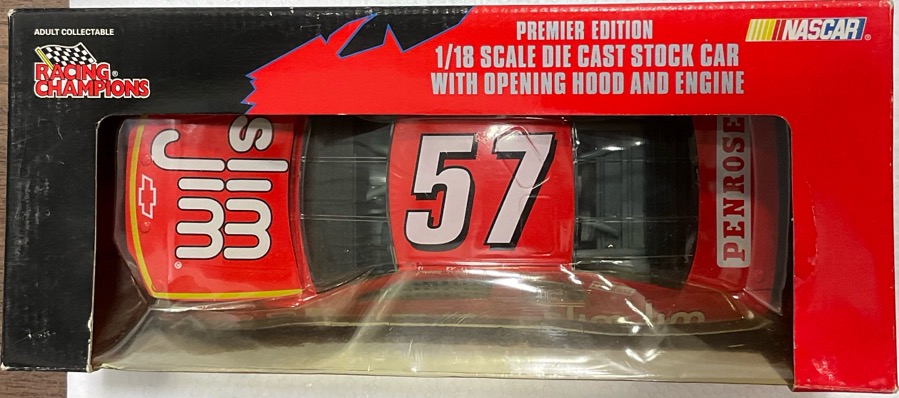 ADULT COLLECTABLE
RACING
CHAMPIONS®
PREMIER EDITION
1/18 SCALE DIE CAST STOCK CAR
WITH OPENING HOOD AND ENGINE
NASCAR®
slim
jim
®
57
PENROSE